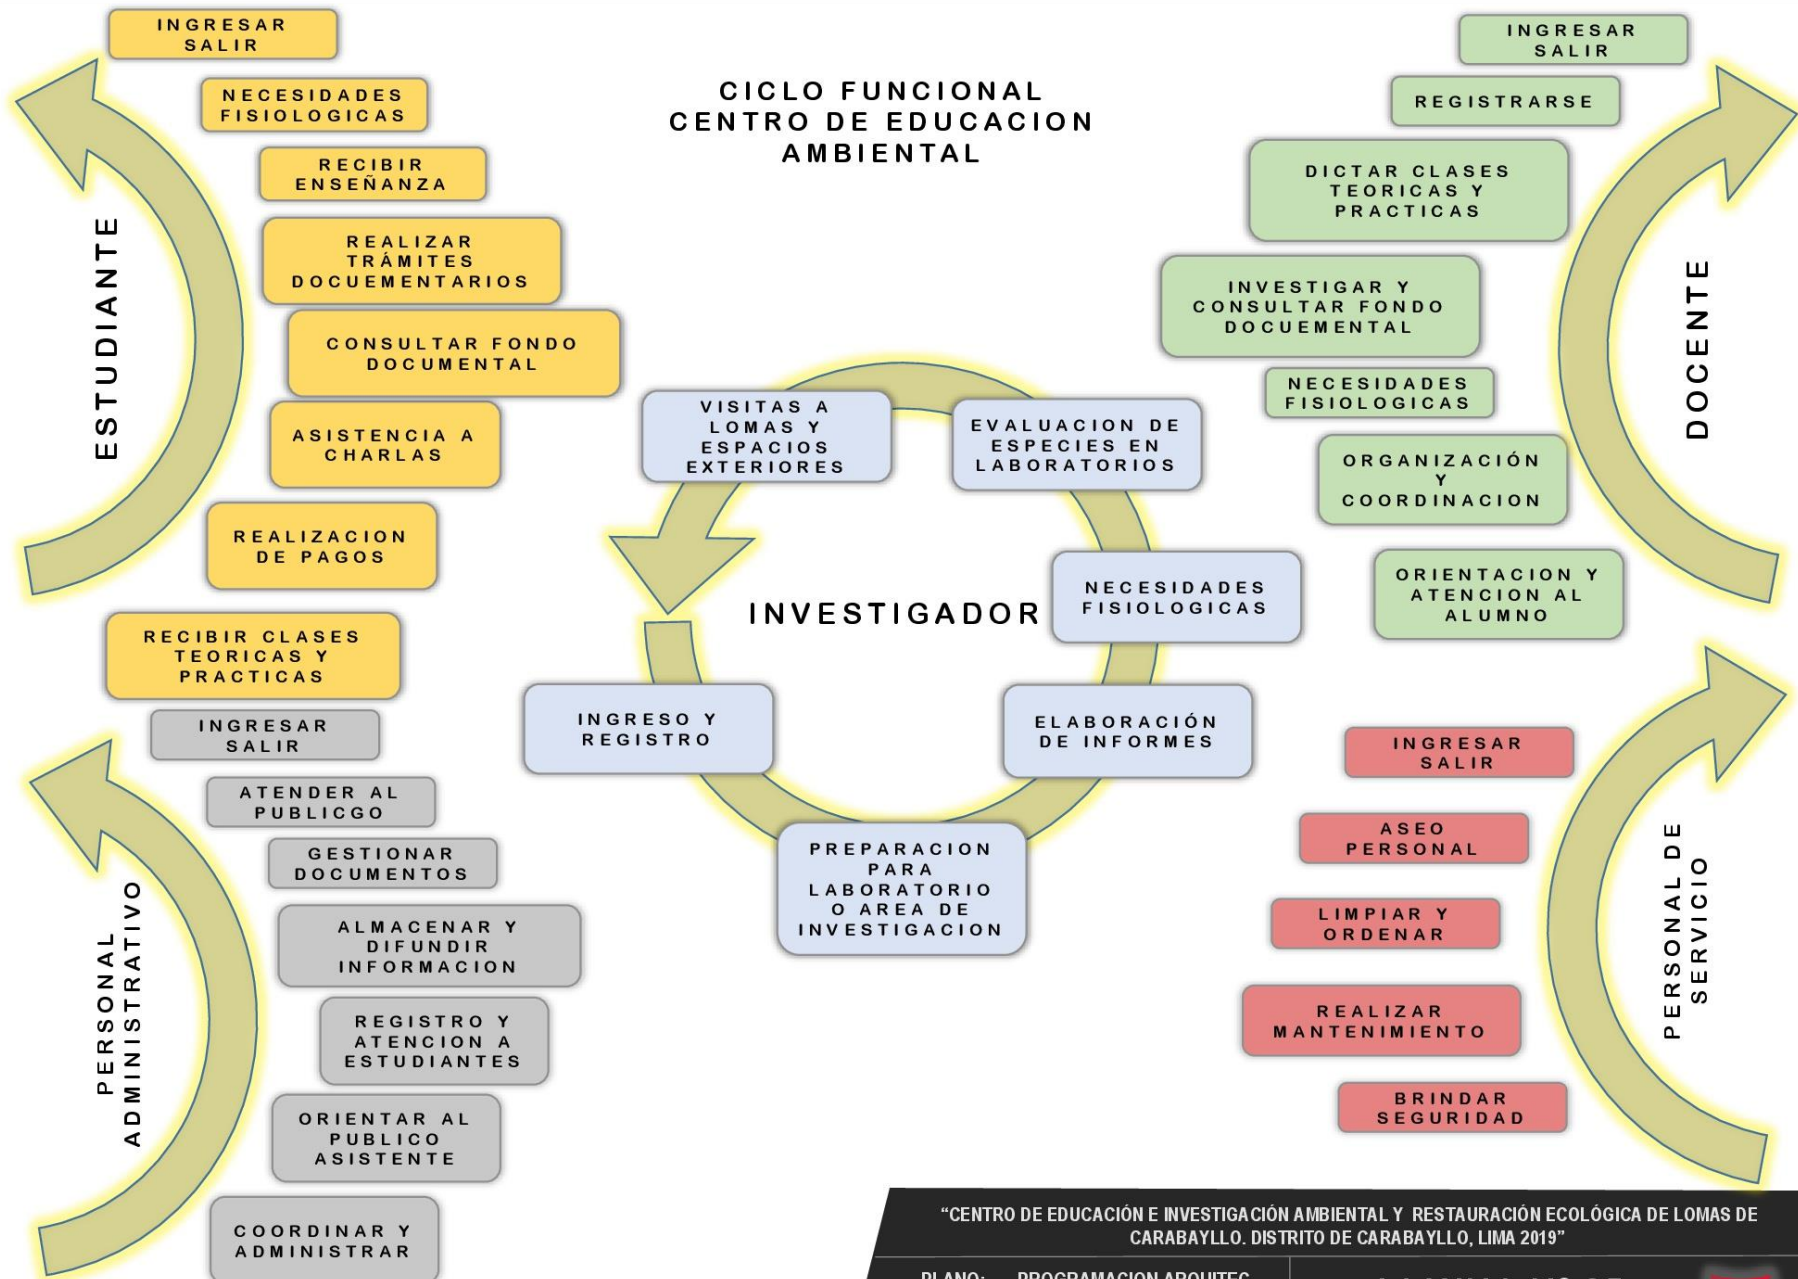 CICLO FUNCIONAL
CENTRO DE EDUCACION
AMBIENTAL
ESTUDIANTE
INGRESAR
SALIR
NECESIDADES
FISIOLOGICAS
RECIBIR
ENSEÑANZA
REALIZAR
TRÁMITES
DOCUEMENTARIOS
CONSULTAR FONDO
DOCUMENTAL
ASISTENCIA A
CHARLAS
REALIZACION
DE PAGOS
RECIBIR CLASES
TEORICAS Y
PRACTICAS
PERSONAL
ADMINISTRATIVO
INGRESAR
SALIR
ATENDER AL
PUBLICGO
GESTIONAR
DOCUMENTOS
ALMACENAR Y
DIFUNDIR
INFORMACION
REGISTRO Y
ATENCION A
ESTUDIANTES
ORIENTAR AL
PUBLICO
ASISTENTE
COORDINAR Y
ADMINISTRAR
INVESTIGADOR
VISITAS A
LOMAS Y
ESPACIOS
EXTERIORES
EVALUACION DE
ESPECIES EN
LABORATORIOS
NECESIDADES
FISIOLOGICAS
ELABORACIÓN
DE INFORMES
PREPARACION
PARA
LABORATORIO
O AREA DE
INVESTIGACION
INGRESO Y
REGISTRO
DOCENTE
INGRESAR
SALIR
REGISTRARSE
DICTAR CLASES
TEORICAS Y
PRACTICAS
INVESTIGAR Y
CONSULTAR FONDO
DOCUEMENTAL
NECESIDADES
FISIOLOGICAS
ORGANIZACIÓN
Y
COORDINACION
ORIENTACION Y
ATENCION AL
ALUMNO
PERSONAL DE
SERVICIO
INGRESAR
SALIR
ASEO
PERSONAL
LIMPIAR Y
ORDENAR
REALIZAR
MANTENIMIENTO
BRINDAR
SEGURIDAD
“CENTRO DE EDUCACIÓN E INVESTIGACIÓN AMBIENTAL Y RESTAURACIÓN ECOLÓGICA DE LOMAS DE
CARABAYLLO. DISTRITO DE CARABAYLLO, LIMA 2019”
PLANO: PROGRAMACION ARQUITEC